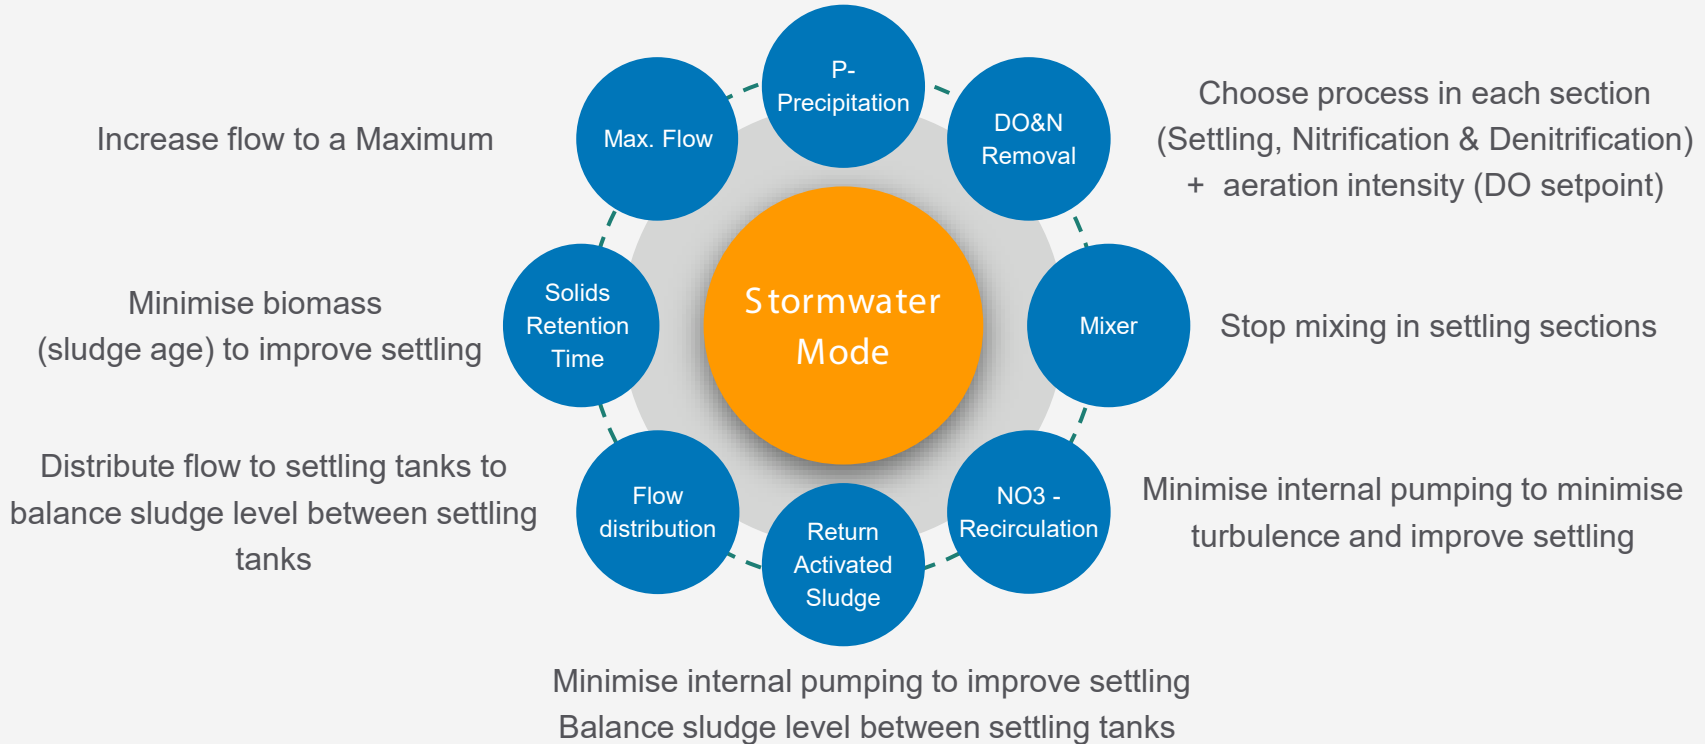 P-
Precipitation
DO&N
Removal
Choose process in each section
(Settling, Nitrification & Denitrification)
+ aeration intensity (DO setpoint)
Mixer
Stop mixing in settling sections
NO3 -
Recirculation
Minimise internal pumping to minimise
turbulence and improve settling
Return
Activated
Sludge
Minimise internal pumping to improve settling
Balance sludge level between settling tanks
Flow
distribution
Distribute flow to settling tanks to
balance sludge level between settling
tanks
Solids
Retention
Time
Minimise biomass
(sludge age) to improve settling
Max. Flow
Increase flow to a Maximum
Stormwater
Mode